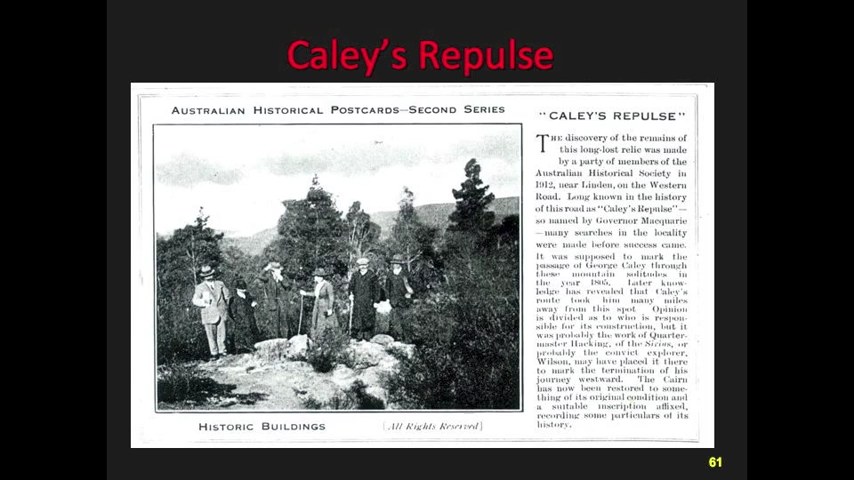 Caley's Repulse
AUSTRALIAN HISTORICAL POSTCARDS—SECOND SERIES
"CALEY'S REPULSE"
THE discovery of the remains of
this long-lost relic was made
by a party of members of the
Australian Historical Society in
1912, near Linden, on the Western
Road. Long known in the history
of this road as "Caley's Repulse"—
so named by Governor Macquarie
—many searches in the locality
were made before success came.
It was supposed to mark the
passage of George Caley through
these mountain solitudes in
the year 1805. Later know-
ledge has revealed that Caley's
route took him many miles
away from this spot. Opinion
is divided as to who is respon-
sible for its construction, but it
was probably the work of Quarter-
master Hacking, of the Sirius, or
probably the convict explorer,
Wilson, may have placed it there
to mark the termination of his
journey westward. The Cairn
has now been restored to some-
thing of its original condition and
a suitable inscription affixed,
recording some particulars of its
history.
HISTORIC BUILDINGS
[All Rights Reserved]
61